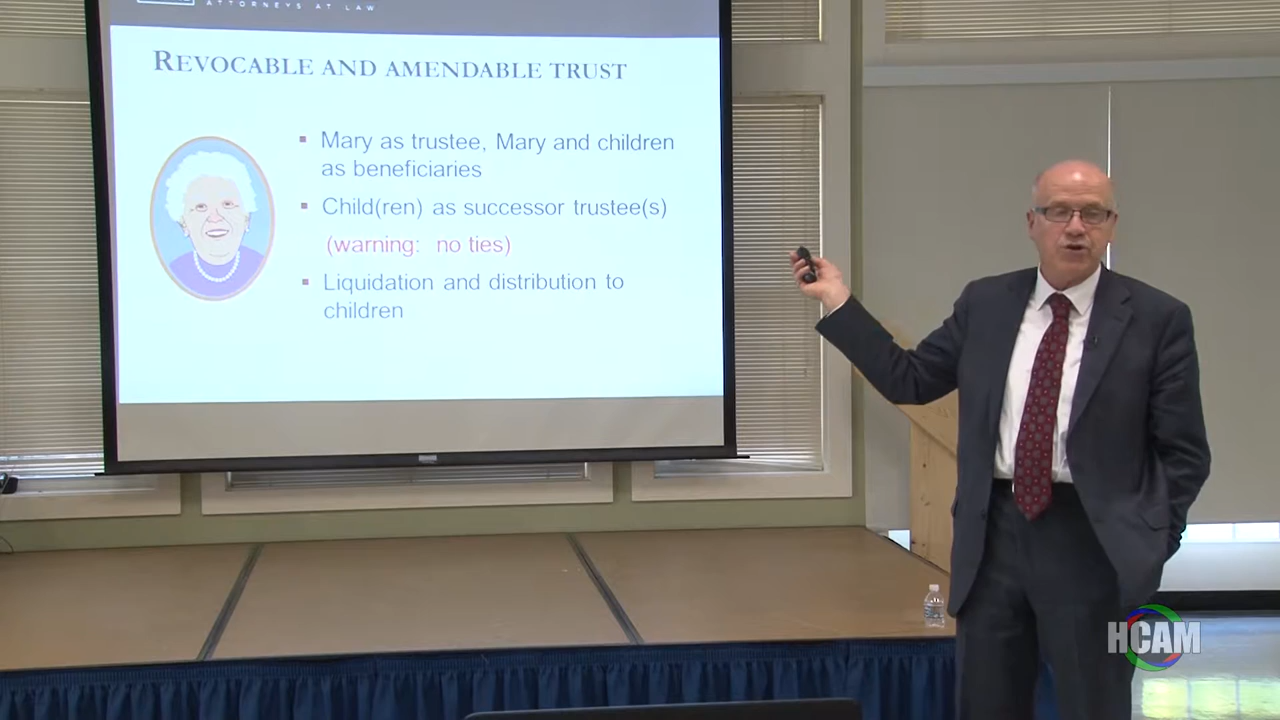 ATTORNEYS AT LAW
REVOCABLE AND AMENDABLE TRUST
▪ Mary as trustee, Mary and children
as beneficiaries
▪ Child(ren) as successor trustee(s)
(warning: no ties)
▪ Liquidation and distribution to
children
HCAM